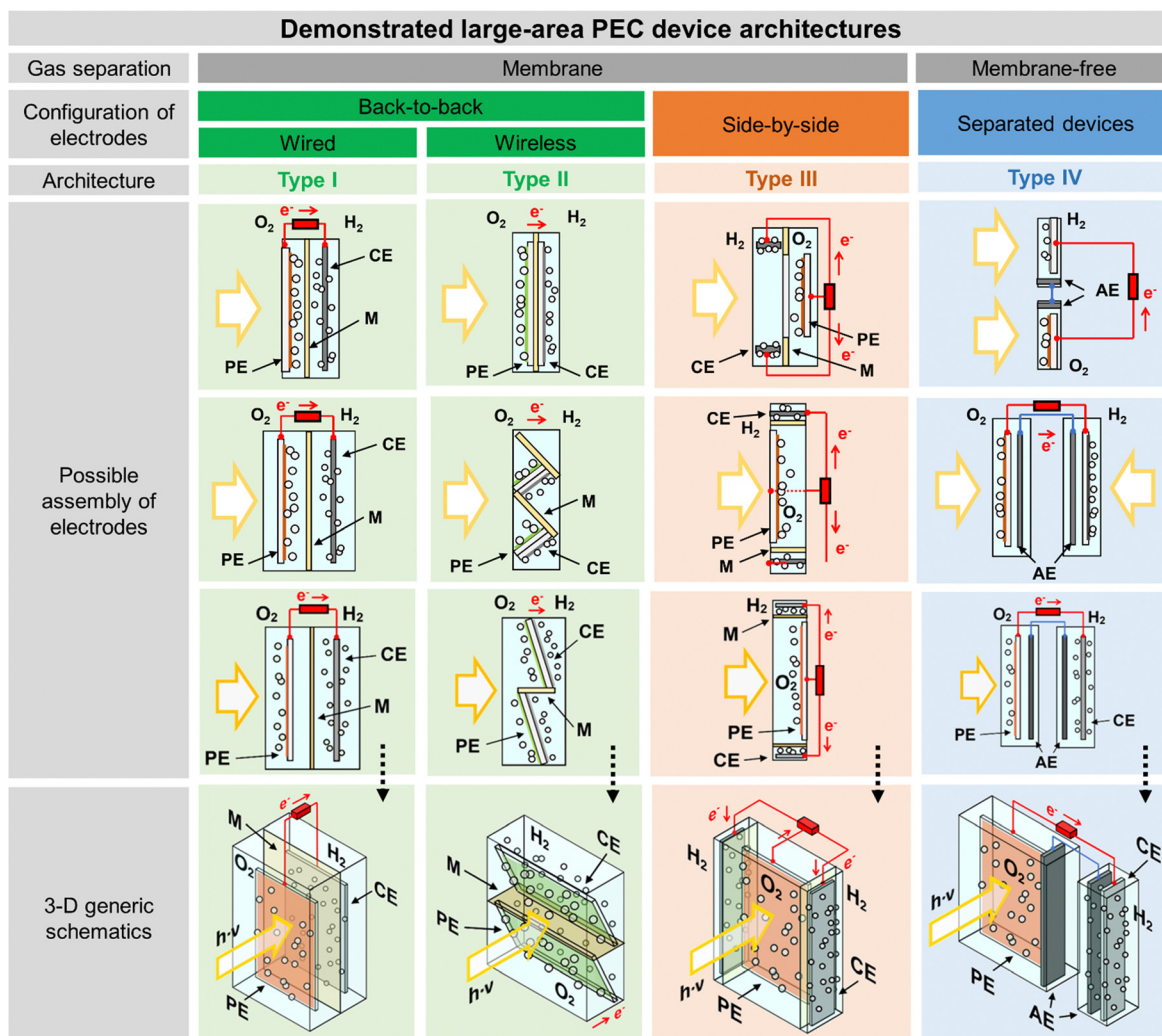 Demonstrated large-area PEC device architectures
Gas separation
Membrane
Membrane-free
Configuration of
electrodes
Back-to-back
Side-by-side
Separated devices
Wired
Wireless
Architecture
Type I
Type II
Type III
Type IV
Possible
assembly of
electrodes
e-
O2
H2
CE
M
PE
O2
e-
H2
PE
CE
H2
O2
e-
PE
e-
CE
M
H2
AE
e-
O2
e-
O2
H2
CE
M
PE
O2
e-
H2
M
PE
CE
CE
H2
e-
O2
PE
e-
M
O2
H2
e-
AE
e-
O2
H2
CE
M
PE
O2
e-
H2
CE
M
PE
H2
M
e-
O2
PE
e-
CE
e-
O2
H2
CE
PE
AE
3-D generic
schematics
e-
M
H2
O2
CE
h·ν
PE
H2
CE
M
PE
h·ν
O2
e-
e-
H2
e-
O2
H2
h·ν
CE
PE
e-
CE
O2
H2
h·ν
PE
AE